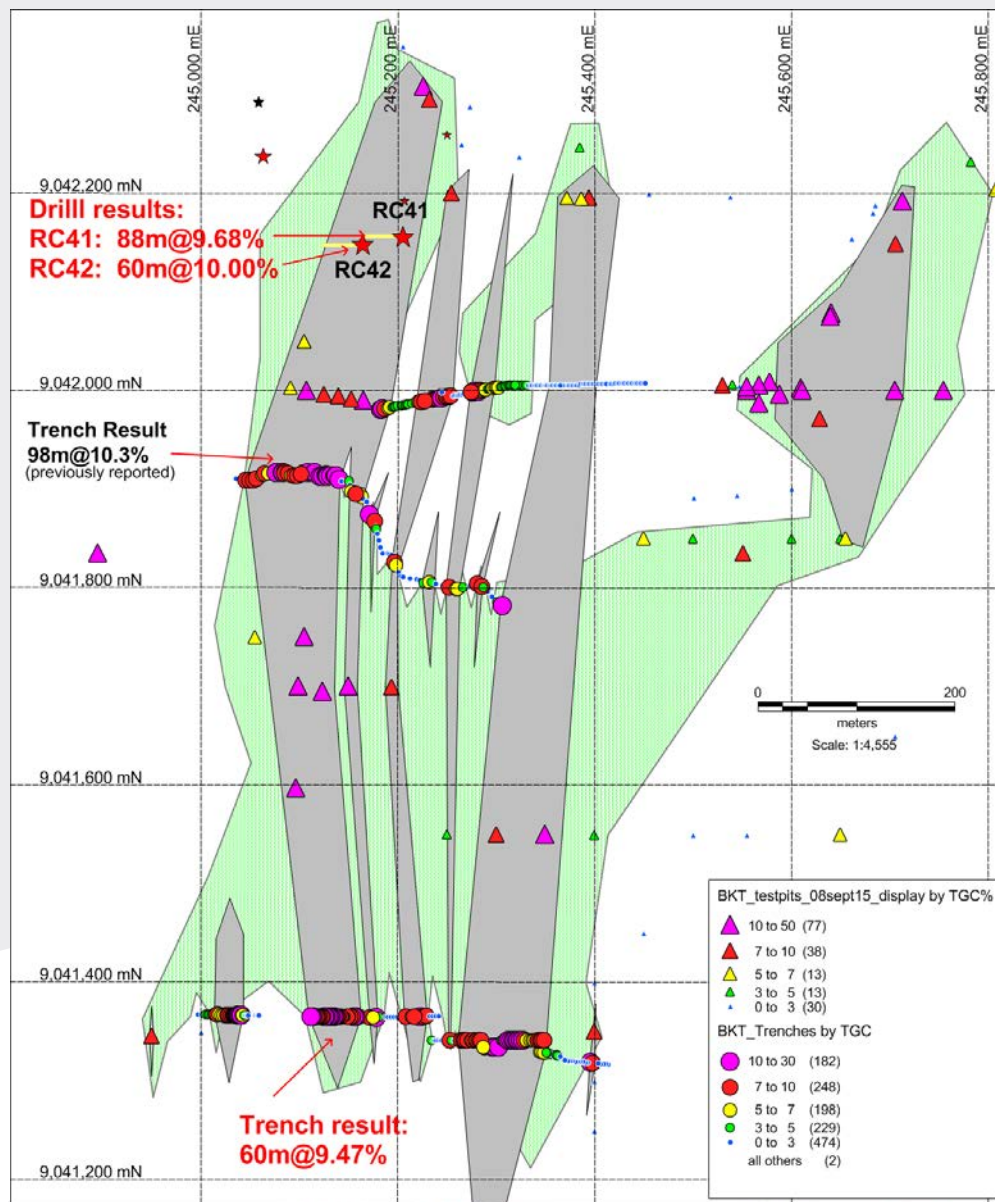 245,000 mE
245,200 mE
245,400 mE
245,600 mE
245,800 mE
9,042,200 mN
Drilll results:
RC41: 88m@9.68%
RC42: 60m@10.00%
RC41
RC42
9,042,000 mN
Trench Result
98m@10.3%
(previously reported)
9,041,800 mN
0 200
meters
Scale: 1:4,555
9,041,600 mN
9,041,400 mN
Trench result:
60m@9.47%
9,041,200 mN
BKT_testpits_08sept15_display by TGC%
10 to 50 (77)
7 to 10 (38)
5 to 7 (13)
3 to 5 (13)
0 to 3 (30)
BKT_Trenches by TGC
10 to 30 (182)
7 to 10 (248)
5 to 7 (198)
3 to 5 (229)
0 to 3 (474)
all others (2)